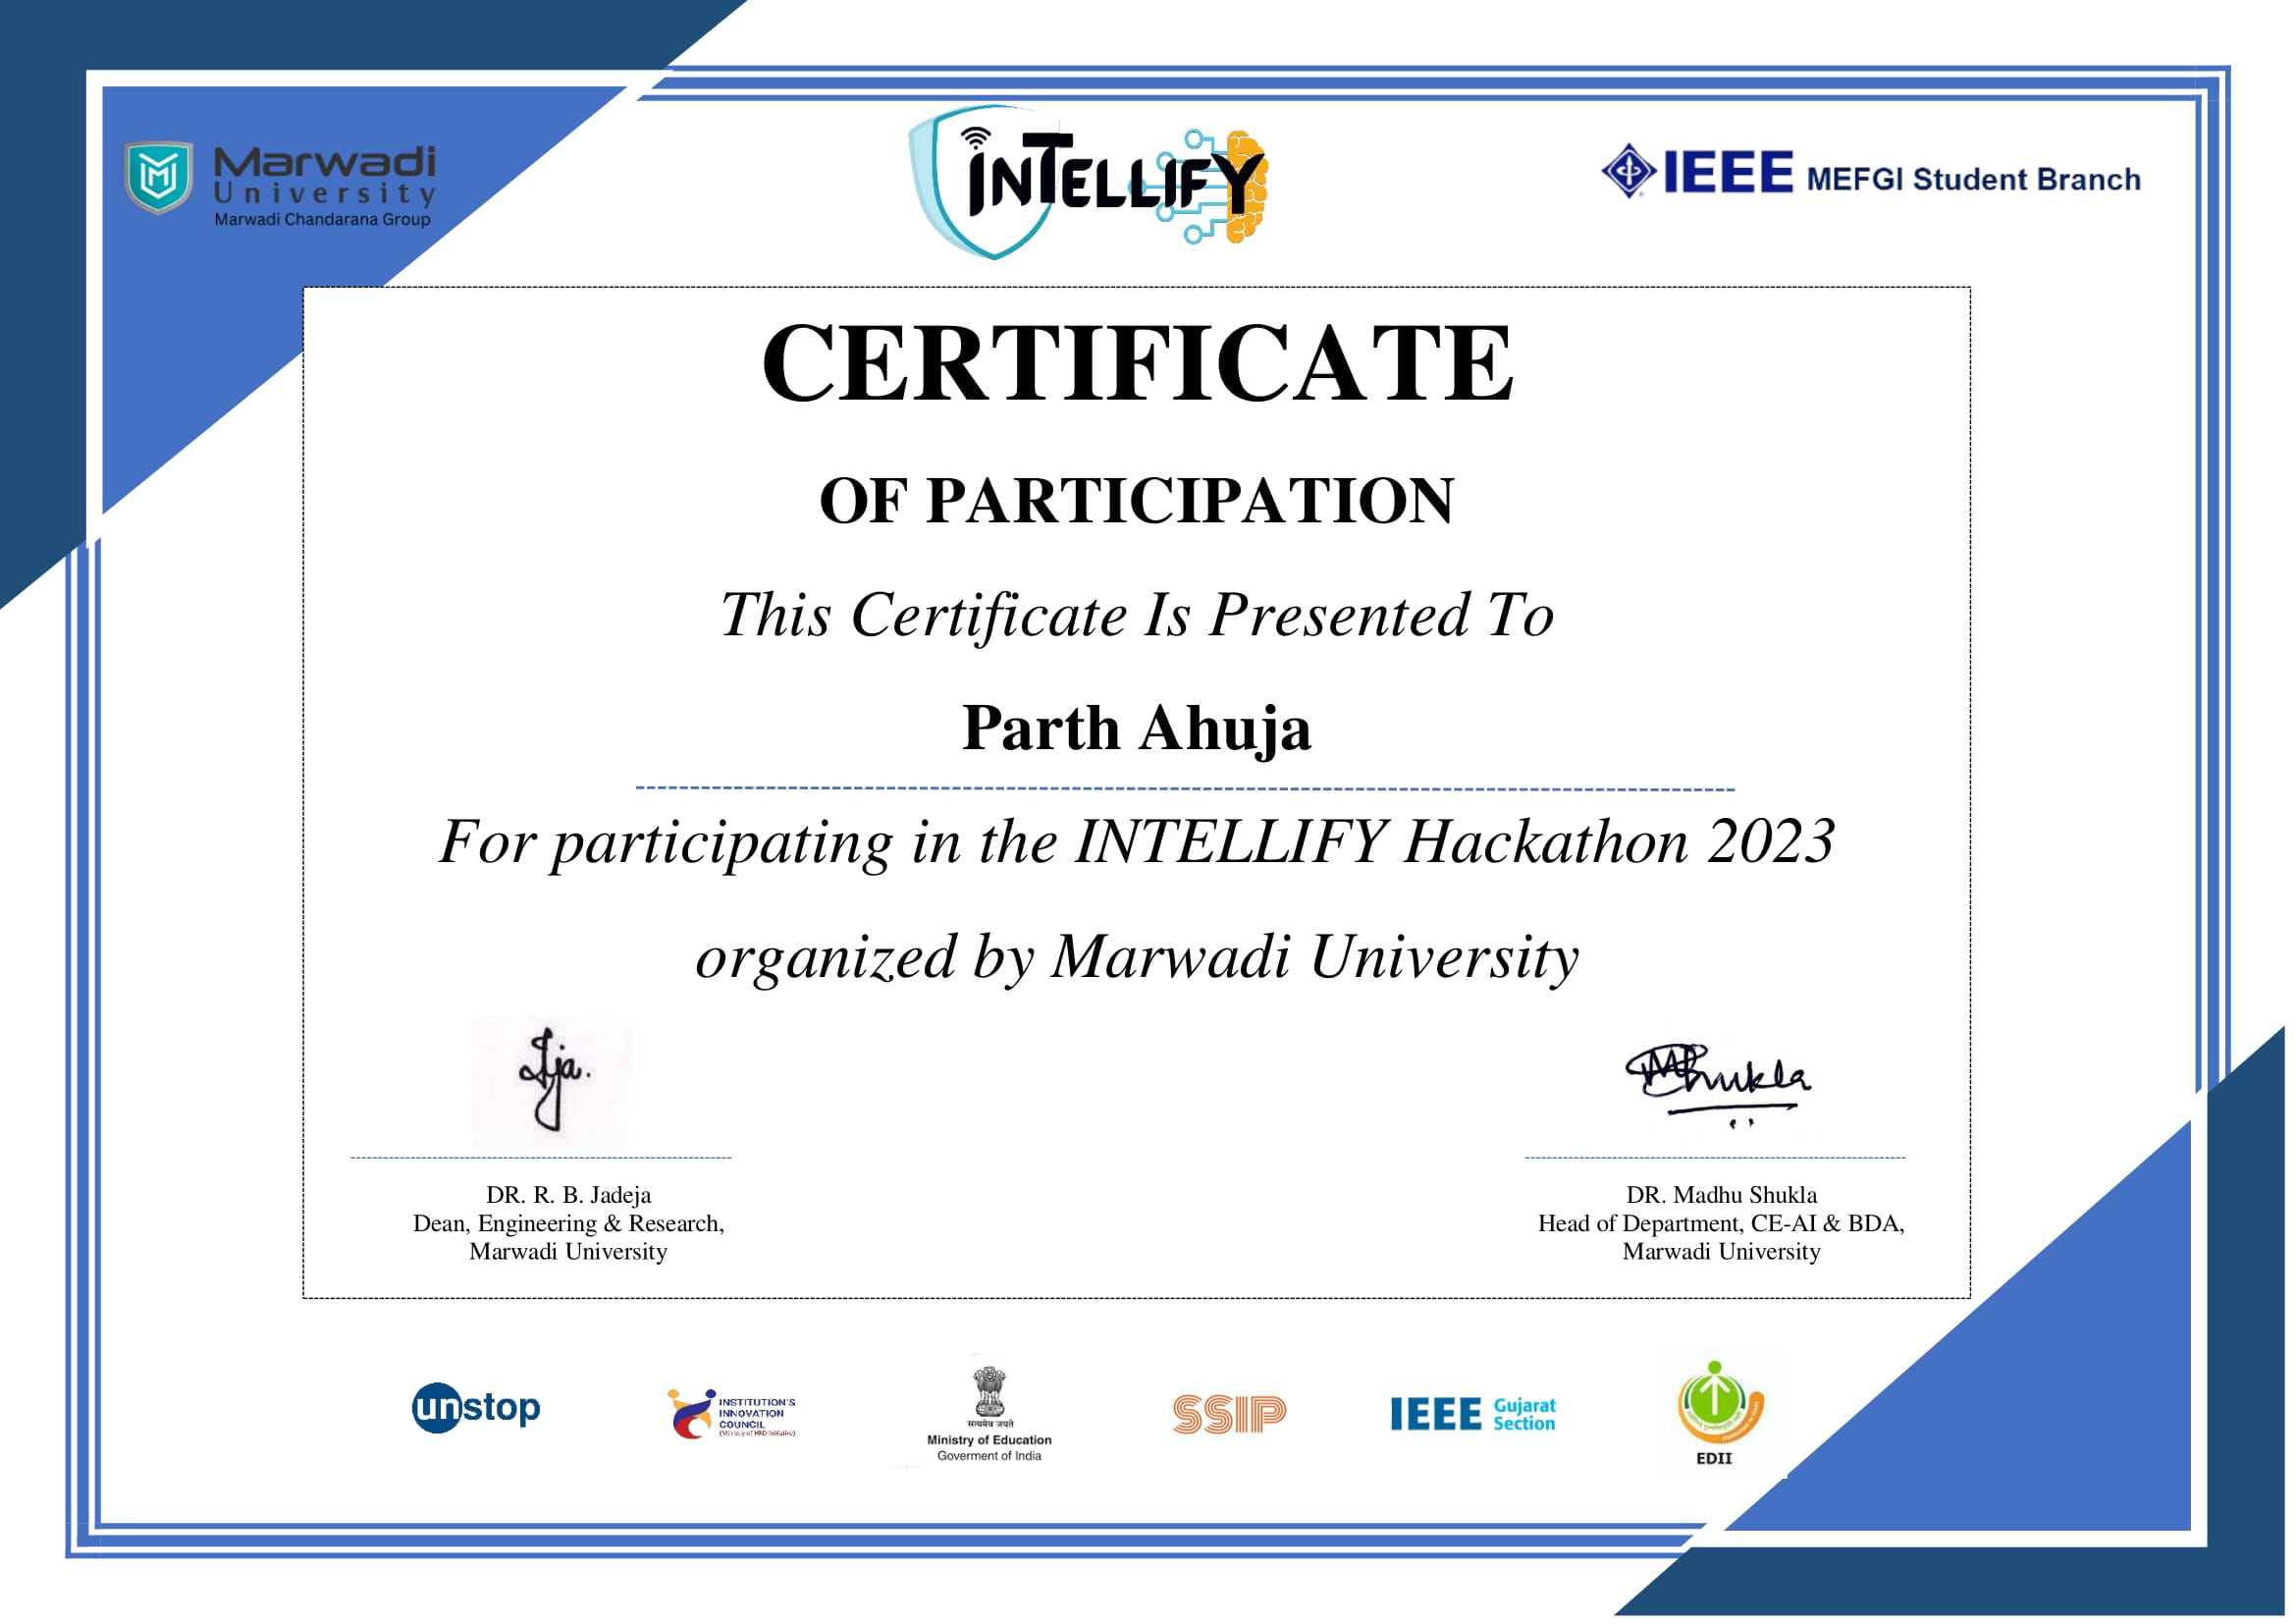 Marwadi
University
Marwadi Chandarana Group
INTELLIFY
IEEE MEFGI Student Branch
CERTIFICATE
OF PARTICIPATION
This Certificate Is Presented To
Parth Ahuja
For participating in the INTELLIFY Hackathon 2023
organized by Marwadi University
MShukla
DR. R. B. Jadeja
Dean, Engineering & Research,
Marwadi University
DR. Madhu Shukla
Head of Department, CE-AI & BDA,
Marwadi University
unstop
INSTITUTION'S
INNOVATION
COUNCIL
(Ministry of HRD Initiative)
सत्यमेव जयते
Ministry of Education
Goverment of India
SSIP
IEEE Gujarat
Section
EDII